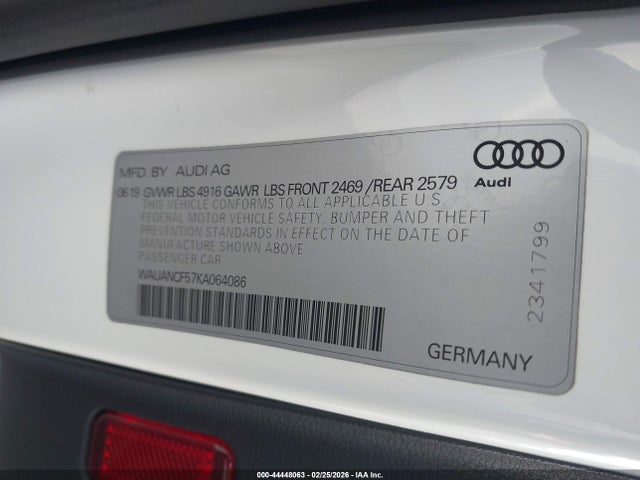 MFD. BY AUDI AG
06 19 GVWR LBS 4916 GAWR LBS FRONT 2469 /REAR 2579
THIS VEHICLE CONFORMS TO ALL APPLICABLE U S
FEDERAL MOTOR VEHICLE SAFETY, BUMPER AND THEFT
PREVENTION STANDARDS IN EFFECT ON THE DATE OF
MANUFACTURE SHOWN ABOVE
PASSENGER CAR
WAUANCF57KA064086
Audi
2341799
GERMANY
000-44448063 - 02/25/2026 - IAAI, Inc.